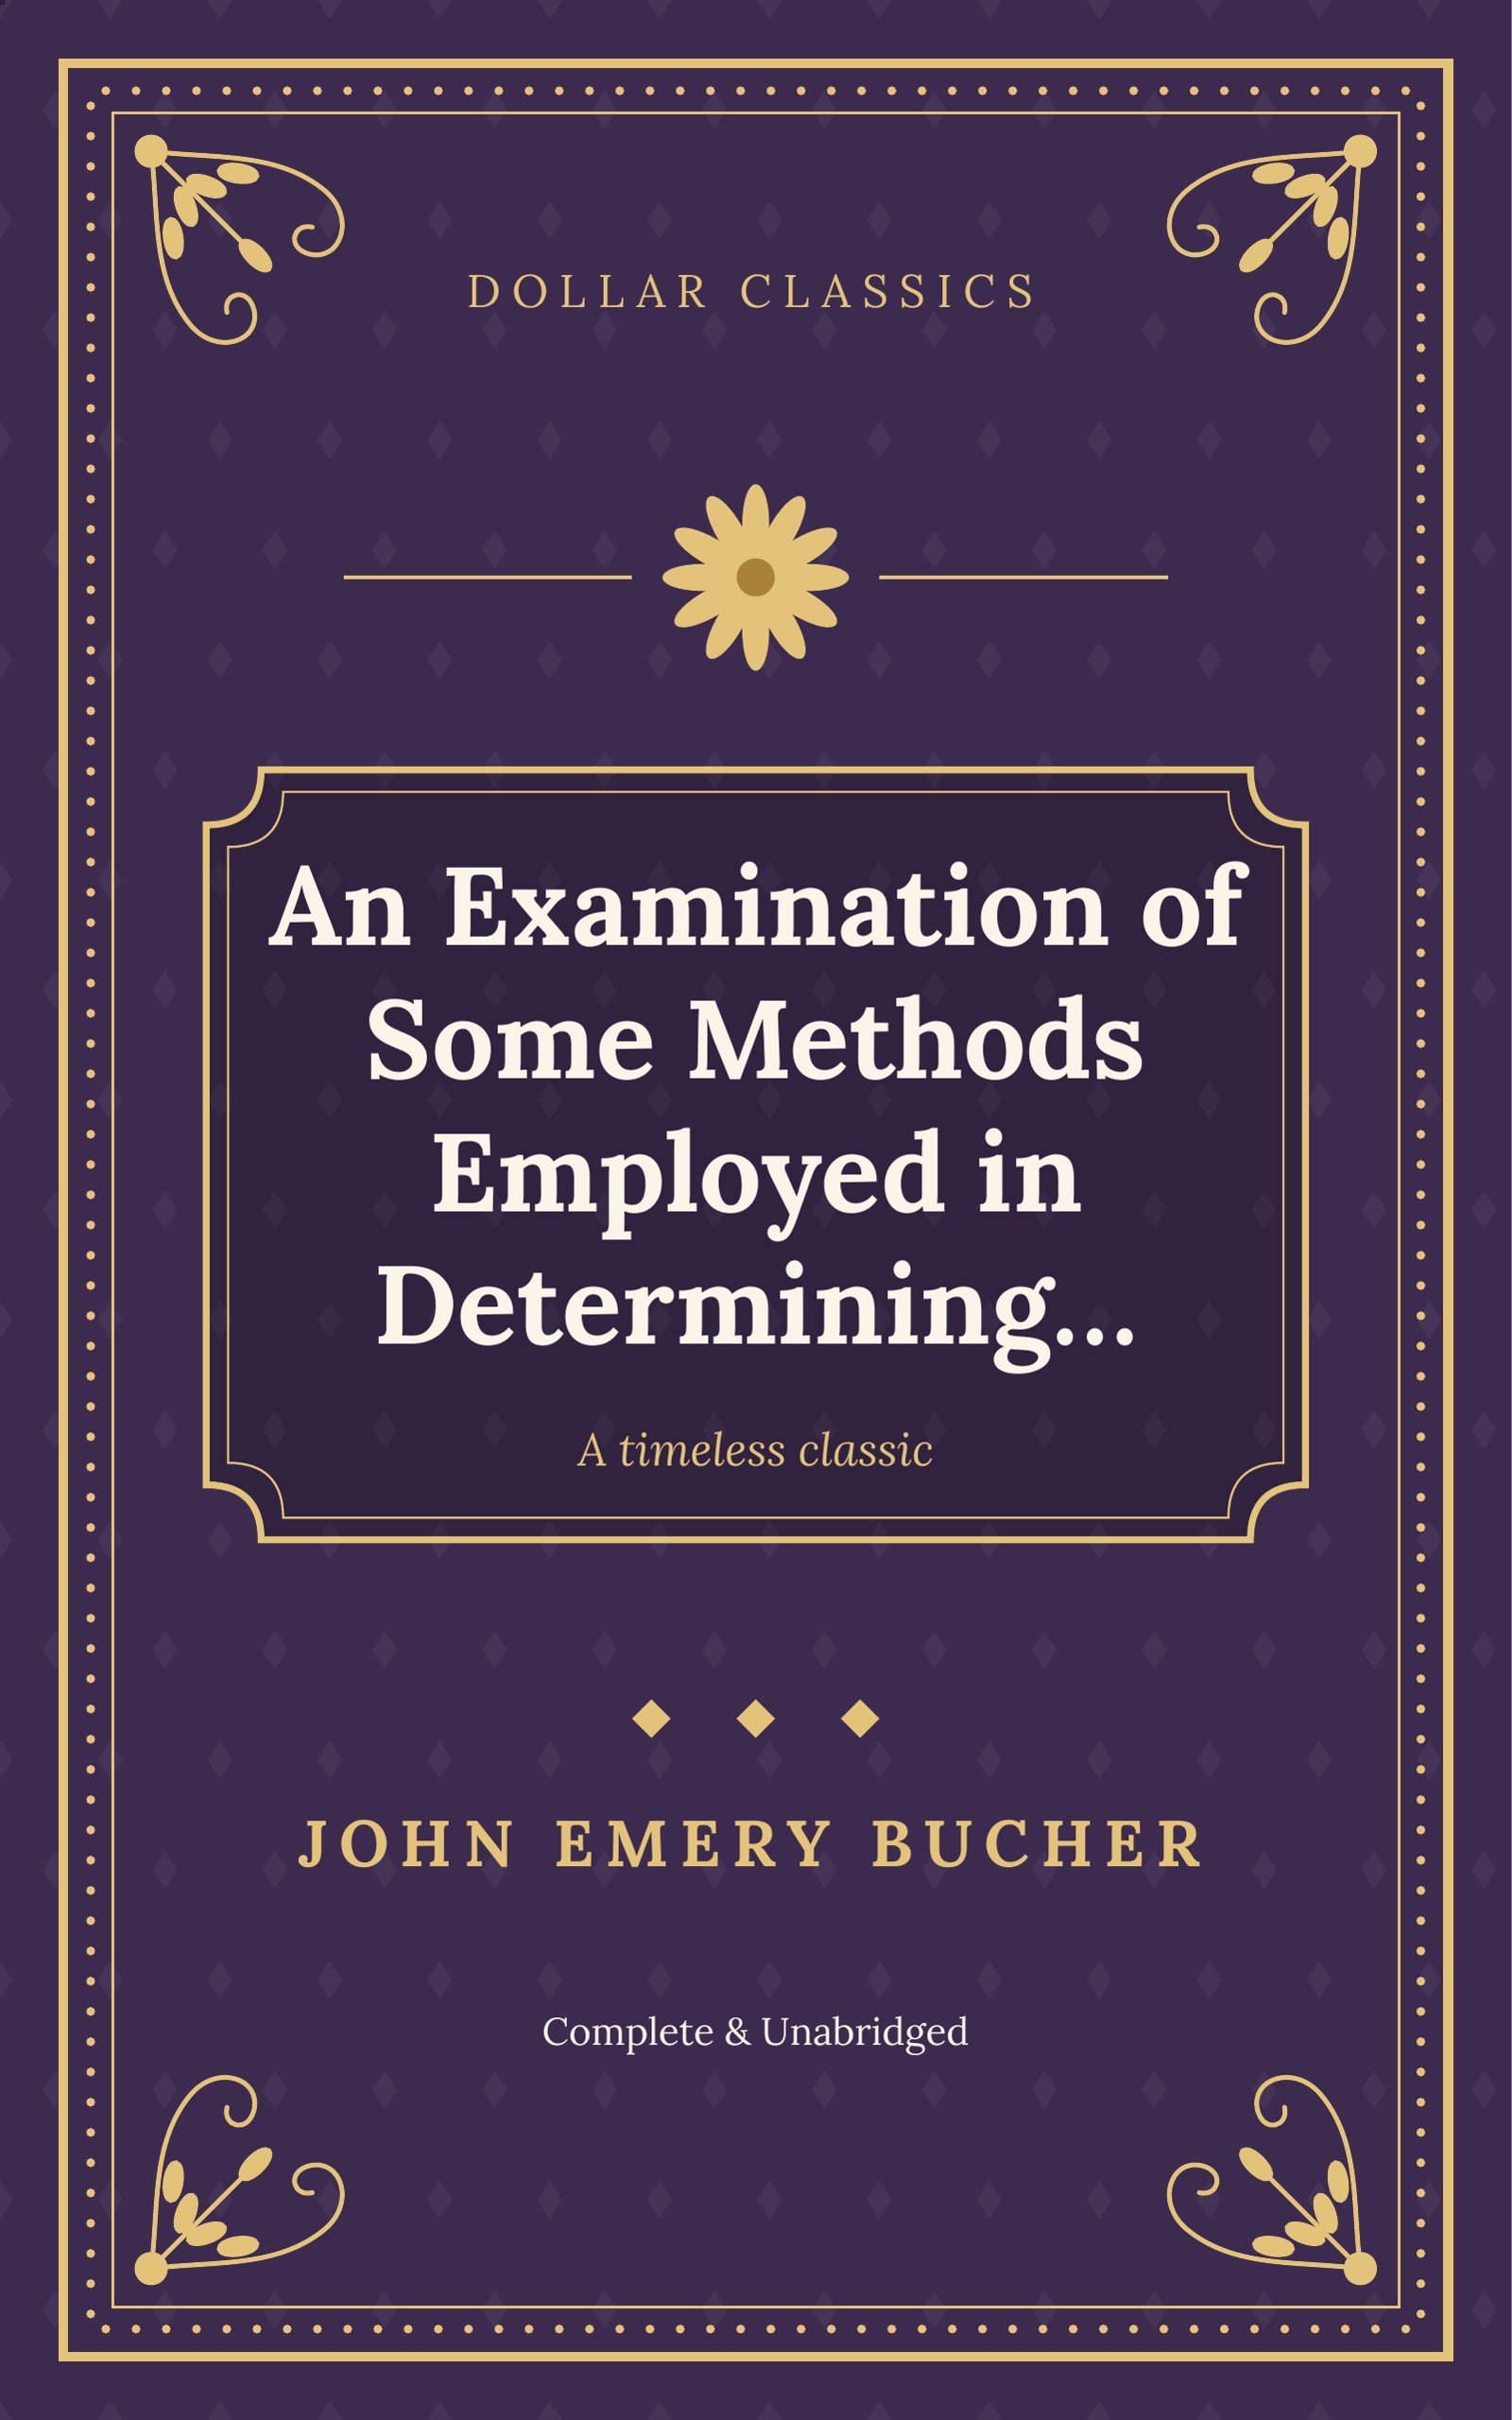 DOLLAR CLASSICS
An Examination of
Some Methods
Employed in
Determining...
A timeless classic
JOHN EMERY BUCHER
Complete & Unabridged